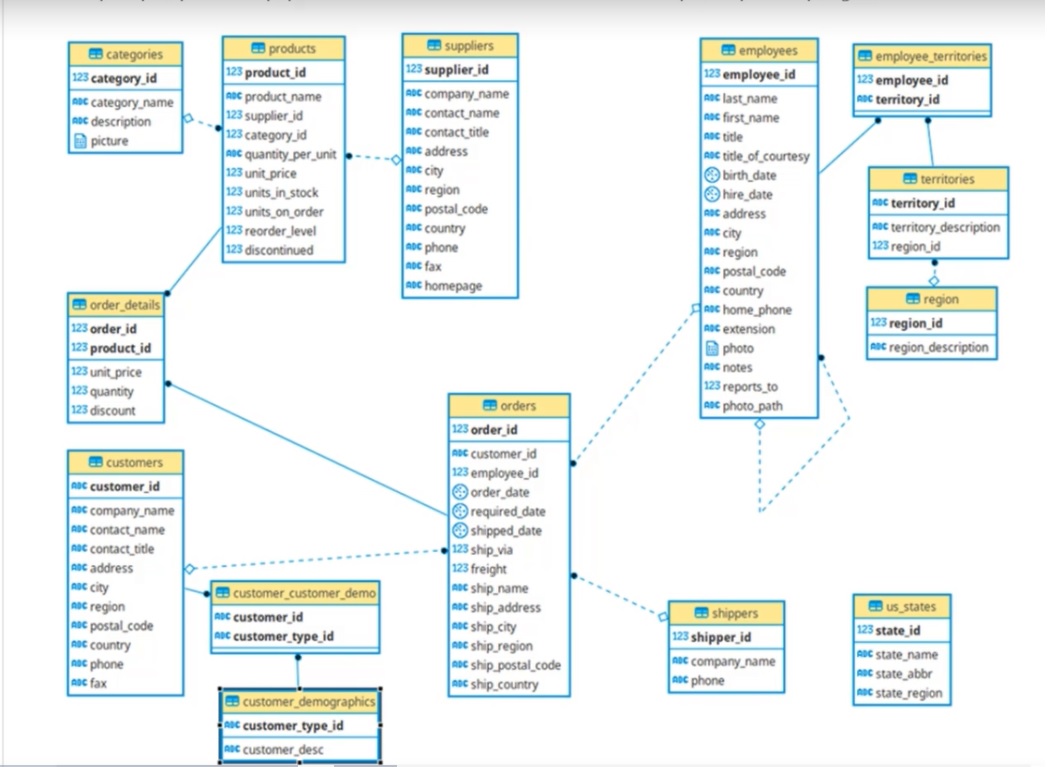 categories
123 category_id
ABC category_name
ABC description
picture
products
123 product_id
ABC product_name
123 supplier_id
123 category_id
ABC quantity_per_unit
123 unit_price
123 units_in_stock
123 units_on_order
123 reorder_level
123 discontinued
suppliers
123 supplier_id
ABC company_name
ABC contact_name
ABC contact_title
ABC address
ABC city
ABC region
ABC postal_code
ABC country
ABC phone
ABC fax
ABC homepage
employees
123 employee_id
ABC last_name
ABC first_name
ABC title
ABC title_of_courtesy
birth_date
hire_date
ABC address
ABC city
ABC region
ABC postal_code
ABC country
ABC home_phone
ABC extension
photo
ABC notes
123 reports_to
ABC photo_path
employee_territories
123 employee_id
ABC territory_id
territories
ABC territory_id
ABC territory_description
123 region_id
region
123 region_id
ABC region_description
order_details
123 order_id
123 product_id
123 unit_price
123 quantity
123 discount
orders
123 order_id
ABC customer_id
123 employee_id
order_date
required_date
shipped_date
123 ship_via
123 freight
ABC ship_name
ABC ship_address
ABC ship_city
ABC ship_region
ABC ship_postal_code
ABC ship_country
customers
ABC customer_id
ABC company_name
ABC contact_name
ABC contact_title
ABC address
ABC city
ABC region
ABC postal_code
ABC country
ABC phone
ABC fax
customer_customer_demo
ABC customer_id
ABC customer_type_id
customer_demographics
ABC customer_type_id
ABC customer_desc
shippers
123 shipper_id
ABC company_name
ABC phone
us_states
123 state_id
ABC state_name
ABC state_abbr
ABC state_region